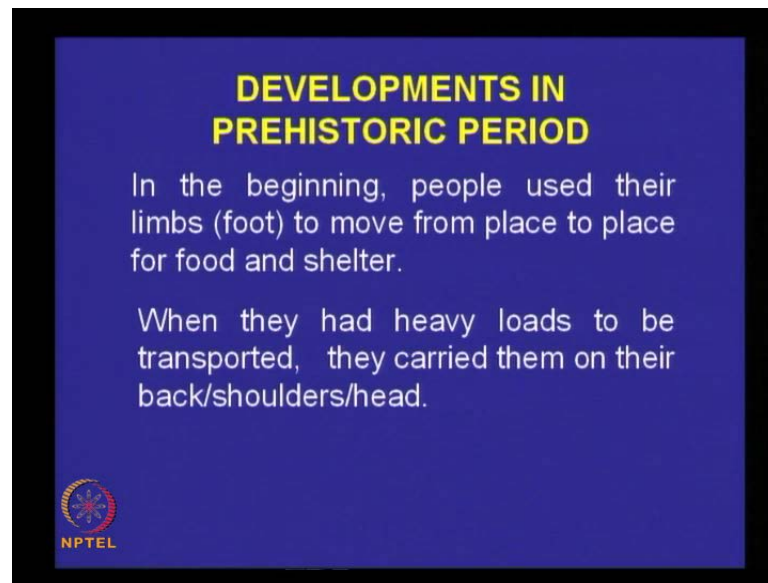 DEVELOPMENTS IN
PREHISTORIC PERIOD
In the beginning, people used their
limbs (foot) to move from place to place
for food and shelter.
When they had heavy loads to be
transported, they carried them on their
back/shoulders/head.
NPTEL